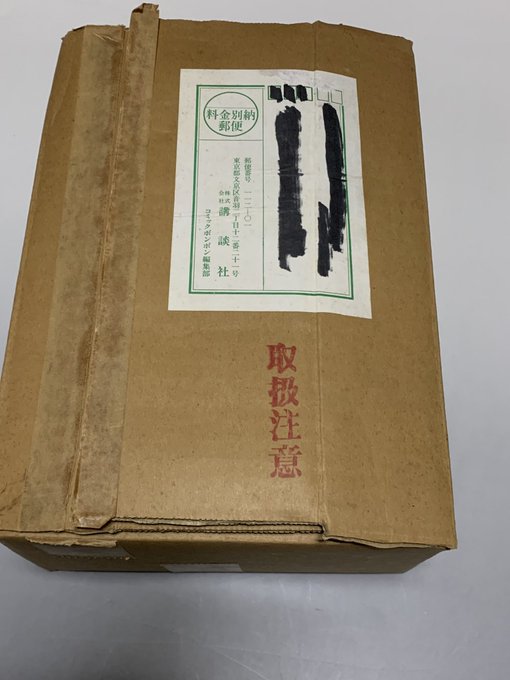 料金別納
郵便
郵便番号 一一二-〇一
東京都文京区音羽二丁目十二番二十一号
株式会社 講談社
コミックボンボン編集部
取扱注意